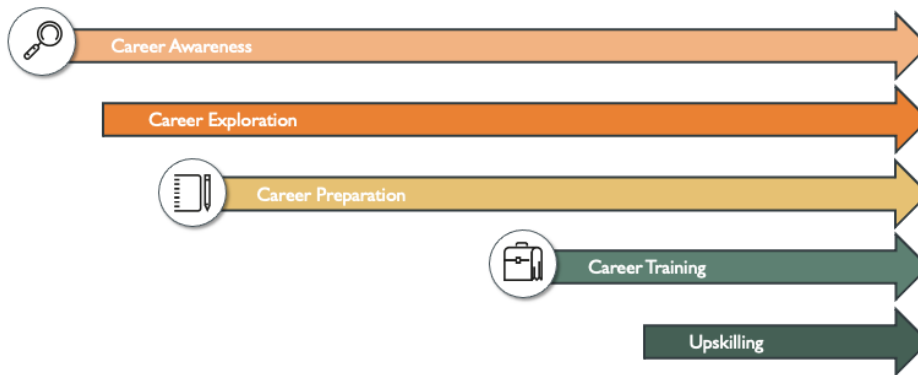 Career Awareness
Career Exploration
Career Preparation
Career Training
Upskilling